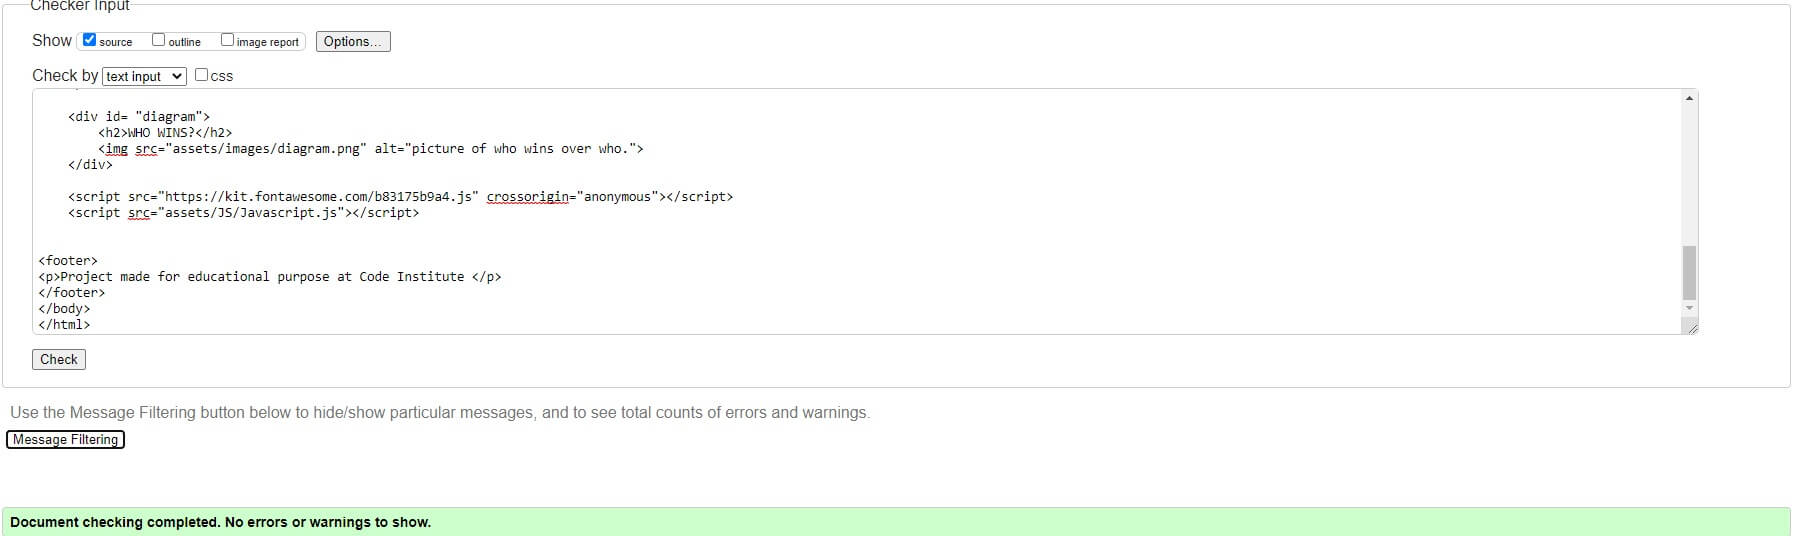 Checker Input
Show source outline image report Options...
Check by text input css
<div id= "diagram">
<h2>WHO WINS?</h2>
<img src="assets/images/diagram.png" alt="picture of who wins over who.">
</div>
<script src="https://kit.fontawesome.com/b83175b9a4.js" crossorigin="anonymous"></script>
<script src="assets/JS/Javascript.js"></script>
<footer>
<p>Project made for educational purpose at Code Institute </p>
</footer>
</body>
</html>
Check
Use the Message Filtering button below to hide/show particular messages, and to see total counts of errors and warnings.
Message Filtering
Document checking completed. No errors or warnings to show.